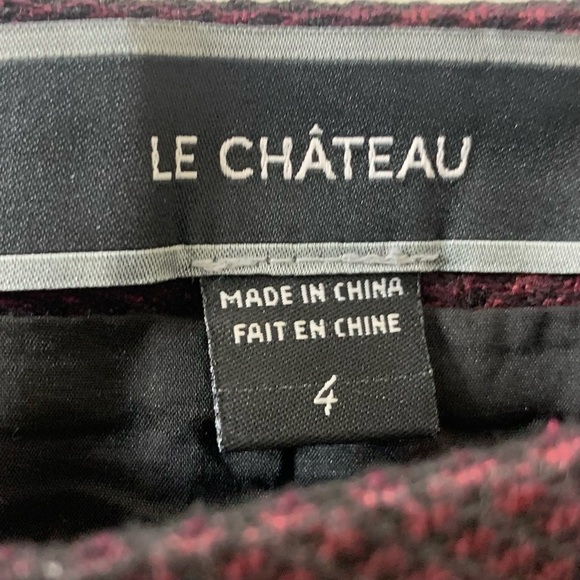 LE CHÂTEAU
MADE IN CHINA
FAIT EN CHINE
4